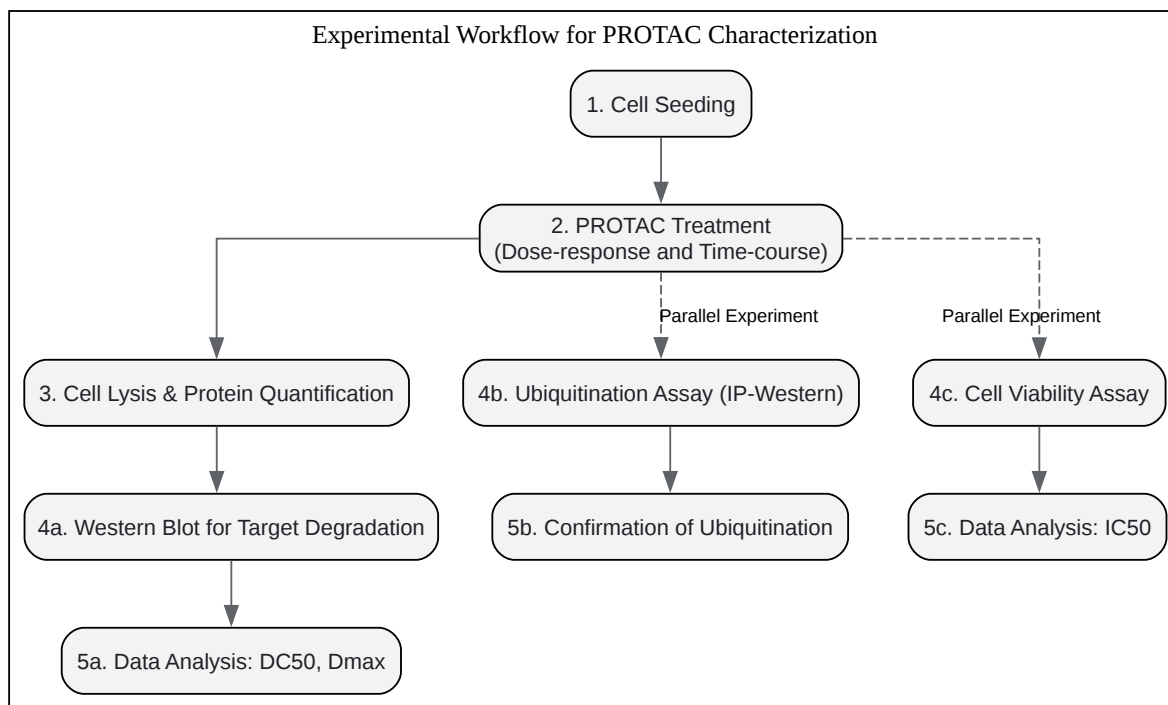 Experimental Workflow for PROTAC Characterization
1. Cell Seeding
2. PROTAC Treatment
(Dose-response and Time-course)
Parallel Experiment
Parallel Experiment
3. Cell Lysis & Protein Quantification
4b. Ubiquitination Assay (IP-Western)
4c. Cell Viability Assay
4a. Western Blot for Target Degradation
5b. Confirmation of Ubiquitination
5c. Data Analysis: IC50
5a. Data Analysis: DC50, Dmax